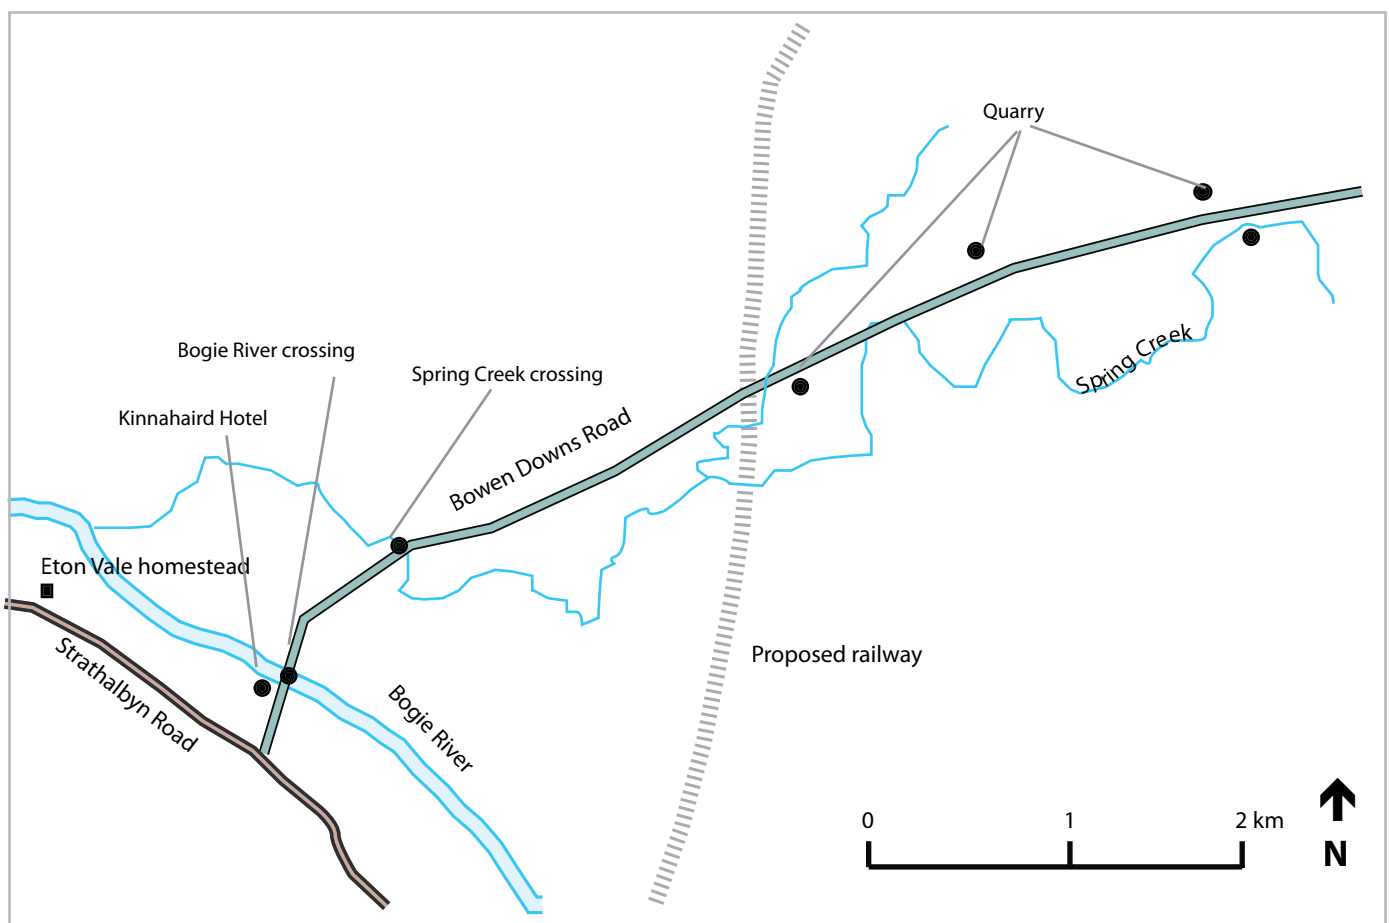 Quarry
Bogie River crossing
Spring Creek crossing
Kinnahaird Hotel
Spring Creek
Bowen Downs Road
Eton Vale homestead
Strathalbyn Road
Bogie River
Proposed railway
0 1 2 km
N